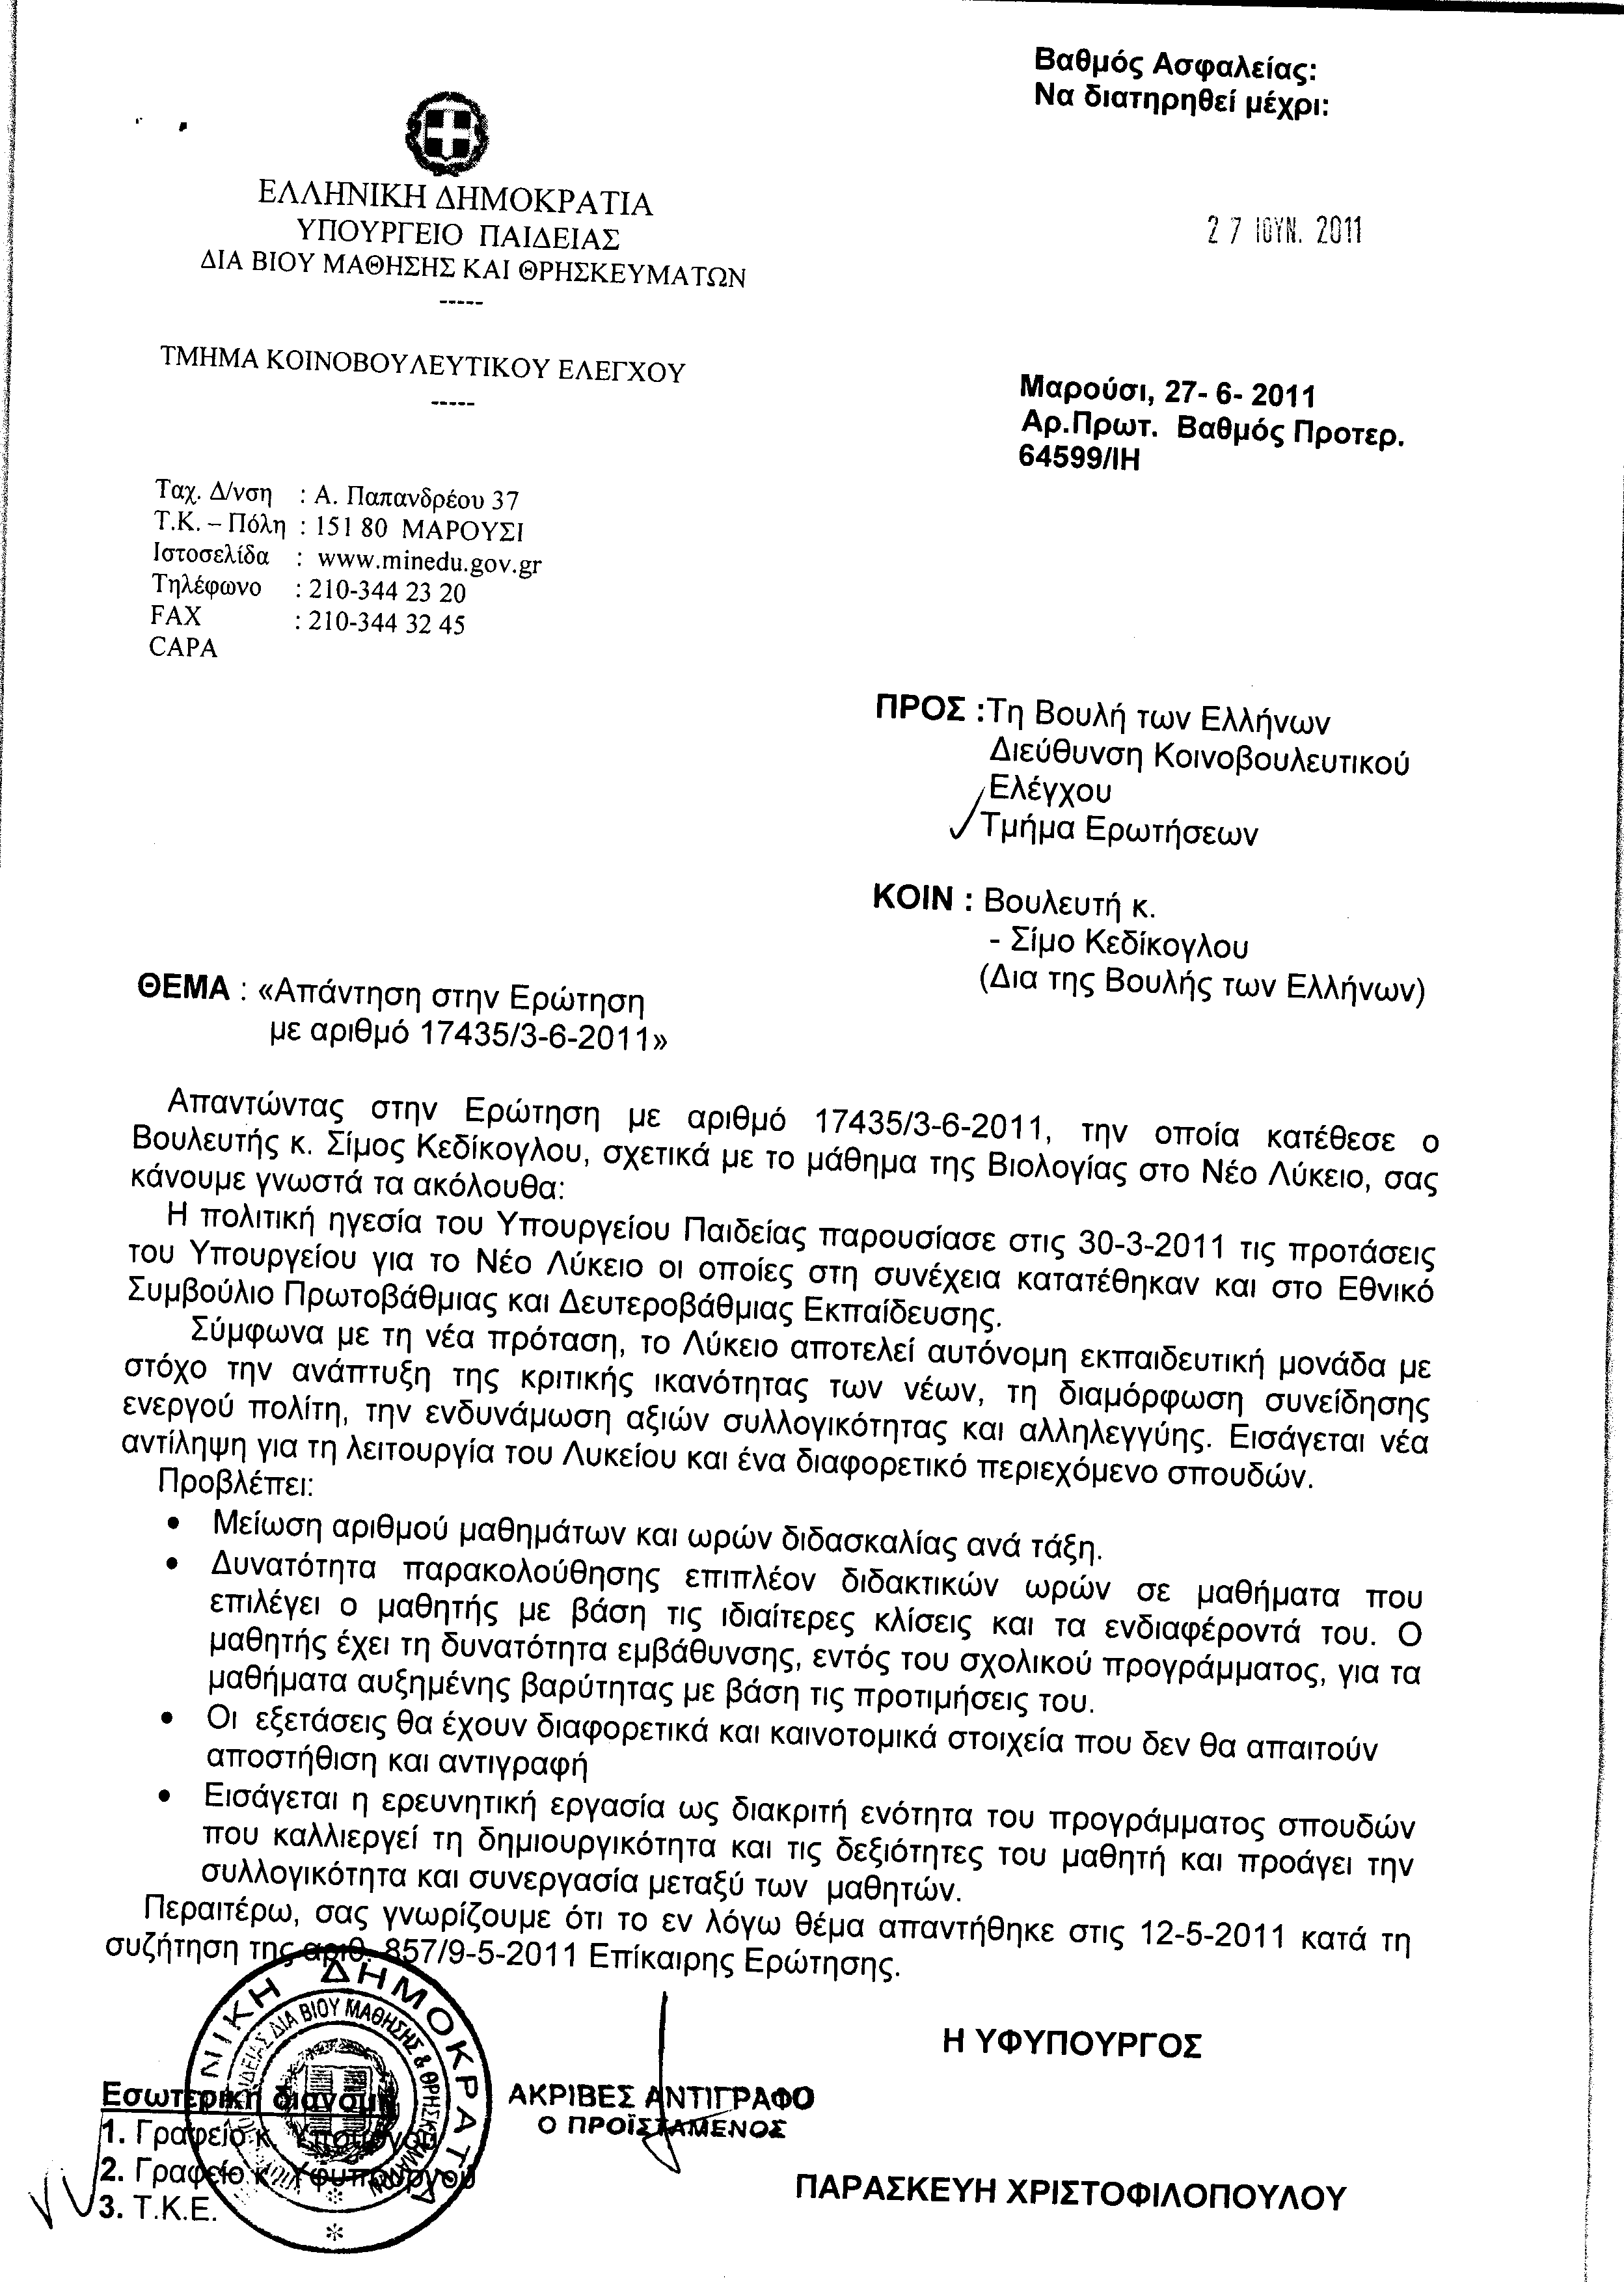 Βαθμός Ασφαλείας:
Να διατηρηθεί μέχρι:
ΕΛΛΗΝΙΚΗ ΔΗΜΟΚΡΑΤΙΑ
ΥΠΟΥΡΓΕΙΟ ΠΑΙΔΕΙΑΣ
ΔΙΑ ΒΙΟΥ ΜΑΘΗΣΗΣ ΚΑΙ ΘΡΗΣΚΕΥΜΑΤΩΝ
-----
27 ΙΟΥΝ. 2011
ΤΜΗΜΑ ΚΟΙΝΟΒΟΥΛΕΥΤΙΚΟΥ ΕΛΕΓΧΟΥ
-----
Μαρούσι, 27- 6- 2011
Αρ.Πρωτ. Βαθμός Προτερ.
64599/ΙΗ
Ταχ. Δ/νση : Α. Παπανδρέου 37
Τ.Κ. – Πόλη : 151 80 ΜΑΡΟΥΣΙ
Ιστοσελίδα : www.minedu.gov.gr
Τηλέφωνο : 210-344 23 20
FAX : 210-344 32 45
CAPA
ΠΡΟΣ :Τη Βουλή των Ελλήνων
Διεύθυνση Κοινοβουλευτικού
Ελέγχου
Τμήμα Ερωτήσεων
ΚΟΙΝ : Βουλευτή κ.
- Σίμο Κεδίκογλου
(Δια της Βουλής των Ελλήνων)
ΘΕΜΑ : «Απάντηση στην Ερώτηση
με αριθμό 17435/3-6-2011»
Απαντώντας στην Ερώτηση με αριθμό 17435/3-6-2011, την οποία κατέθεσε ο
Βουλευτής κ. Σίμος Κεδίκογλου, σχετικά με το μάθημα της Βιολογίας στο Νέο Λύκειο, σας
κάνουμε γνωστά τα ακόλουθα:
Η πολιτική ηγεσία του Υπουργείου Παιδείας παρουσίασε στις 30-3-2011 τις προτάσεις
του Υπουργείου για το Νέο Λύκειο οι οποίες στη συνέχεια κατατέθηκαν και στο Εθνικό
Συμβούλιο Πρωτοβάθμιας και Δευτεροβάθμιας Εκπαίδευσης.
Σύμφωνα με τη νέα πρόταση, το Λύκειο αποτελεί αυτόνομη εκπαιδευτική μονάδα με
στόχο την ανάπτυξη της κριτικής ικανότητας των νέων, τη διαμόρφωση συνείδησης
ενεργού πολίτη, την ενδυνάμωση αξιών συλλογικότητας και αλληλεγγύης. Εισάγεται νέα
αντίληψη για τη λειτουργία του Λυκείου και ένα διαφορετικό περιεχόμενο σπουδών.
Προβλέπει:
• Μείωση αριθμού μαθημάτων και ωρών διδασκαλίας ανά τάξη.
• Δυνατότητα παρακολούθησης επιπλέον διδακτικών ωρών σε μαθήματα που
επιλέγει ο μαθητής με βάση τις ιδιαίτερες κλίσεις και τα ενδιαφέροντά του. Ο
μαθητής έχει τη δυνατότητα εμβάθυνσης, εντός του σχολικού προγράμματος, για τα
μαθήματα αυξημένης βαρύτητας με βάση τις προτιμήσεις του.
• Οι εξετάσεις θα έχουν διαφορετικά και καινοτομικά στοιχεία που δεν θα απαιτούν
αποστήθιση και αντιγραφή
• Εισάγεται η ερευνητική εργασία ως διακριτή ενότητα του προγράμματος σπουδών
που καλλιεργεί τη δημιουργικότητα και τις δεξιότητες του μαθητή και προάγει την
συλλογικότητα και συνεργασία μεταξύ των μαθητών.
Περαιτέρω, σας γνωρίζουμε ότι το εν λόγω θέμα απαντήθηκε στις 12-5-2011 κατά τη
συζήτηση της αριθ. 857/9-5-2011 Επίκαιρης Ερώτησης.
Η ΥΦΥΠΟΥΡΓΟΣ
ΑΚΡΙΒΕΣ ΑΝΤΙΓΡΑΦΟ
Ο ΠΡΟΪΣΤΑΜΕΝΟΣ
Εσωτερική διανομή
1. Γραφείο κ. Υπουργού
2. Γραφείο κ. Υφυπουργού
3. Τ.Κ.Ε.
ΠΑΡΑΣΚΕΥΗ ΧΡΙΣΤΟΦΙΛΟΠΟΥΛΟΥ